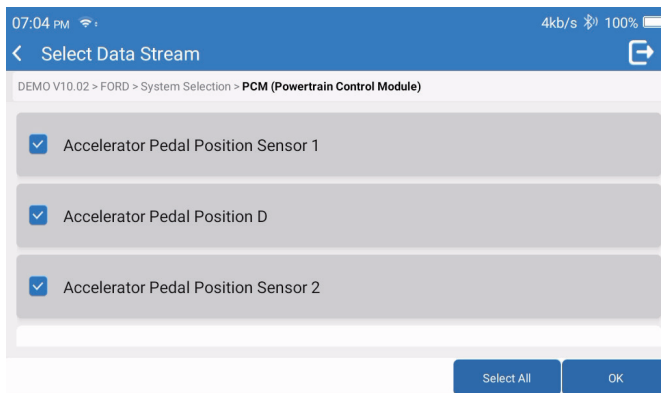 07:04 PM
4kb/s 100%
Select Data Stream
DEMO V10.02 > FORD > System Selection > PCM (Powertrain Control Module)
Accelerator Pedal Position Sensor 1
Accelerator Pedal Position D
Accelerator Pedal Position Sensor 2
Select All
OK